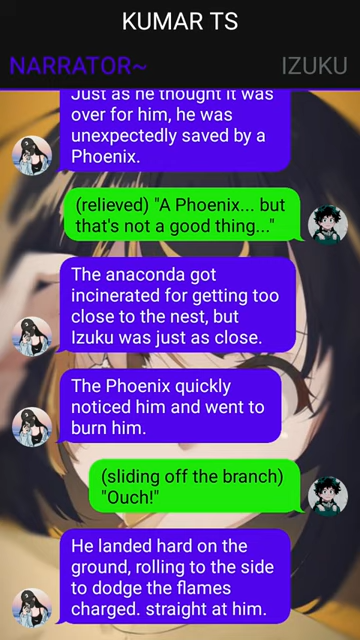 KUMAR TS
NARRATOR~
IZUKU
Just as he thought it was
over for him, he was
unexpectedly saved by a
Phoenix.
(relieved) "A Phoenix... but
that's not a good thing..."
The anaconda got
incinerated for getting too
close to the nest, but
Izuku was just as close.
The Phoenix quickly
noticed him and went to
burn him.
(sliding off the branch)
"Ouch!"
He landed hard on the
ground, rolling to the side
to dodge the flames
charged. straight at him.